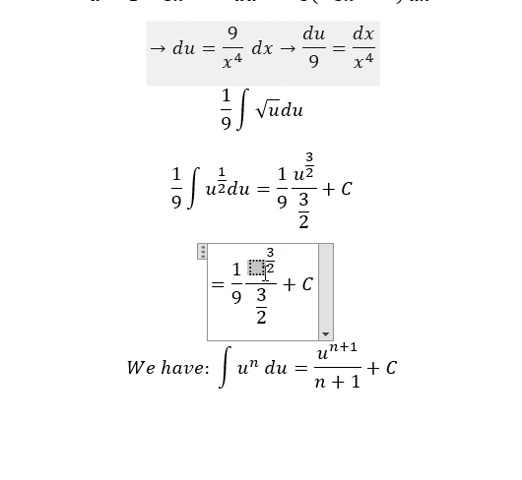 → du = 9/x⁴ dx → du/9 = dx/x⁴
1/9 ∫ √u du
1/9 ∫ u^(1/2) du = 1/9 u^(3/2)/(3/2) + C
= 1/9 □^(3/2)/(3/2) + C
We have: ∫ uⁿ du = uⁿ⁺¹/(n + 1) + C